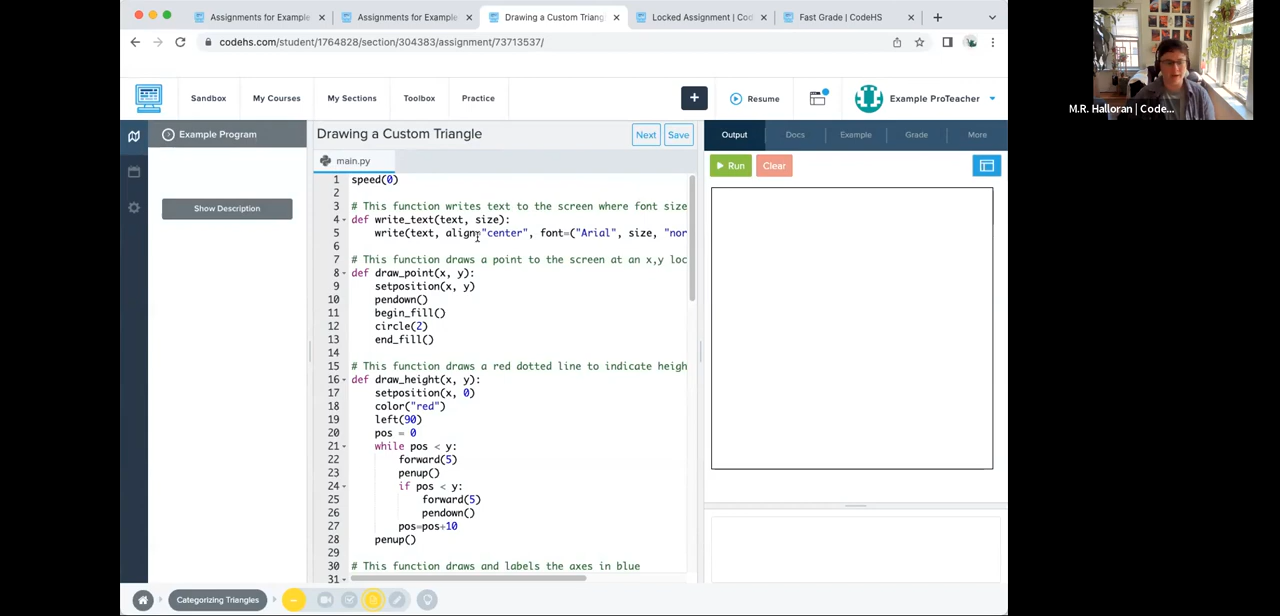 Assignments for Example
Assignments for Example
Drawing a Custom Triang
Locked Assignment | Cod
Fast Grade | CodeHS
codehs.com/student/1764828/section/304383/assignment/73713537/
Sandbox
My Courses
My Sections
Toolbox
Practice
Resume
Example ProTeacher
M.R. Halloran | Code...
Example Program
Show Description
Drawing a Custom Triangle
Next
Save
Output
Docs
Example
Grade
More
main.py
Run
Clear
1 speed(0)
2
3 # This function writes text to the screen where font size
4 def write_text(text, size):
5 write(text, align="center", font=("Arial", size, "nor
6
7 # This function draws a point to the screen at an x,y loc
8 def draw_point(x, y):
9 setposition(x, y)
10 pendown()
11 begin_fill()
12 circle(2)
13 end_fill()
14
15 # This function draws a red dotted line to indicate heigh
16 def draw_height(x, y):
17 setposition(x, 0)
18 color("red")
19 left(90)
20 pos = 0
21 while pos < y:
22 forward(5)
23 penup()
24 if pos < y:
25 forward(5)
26 pendown()
27 pos=pos+10
28 penup()
29
30 # This function draws and labels the axes in blue
31
Categorizing Triangles